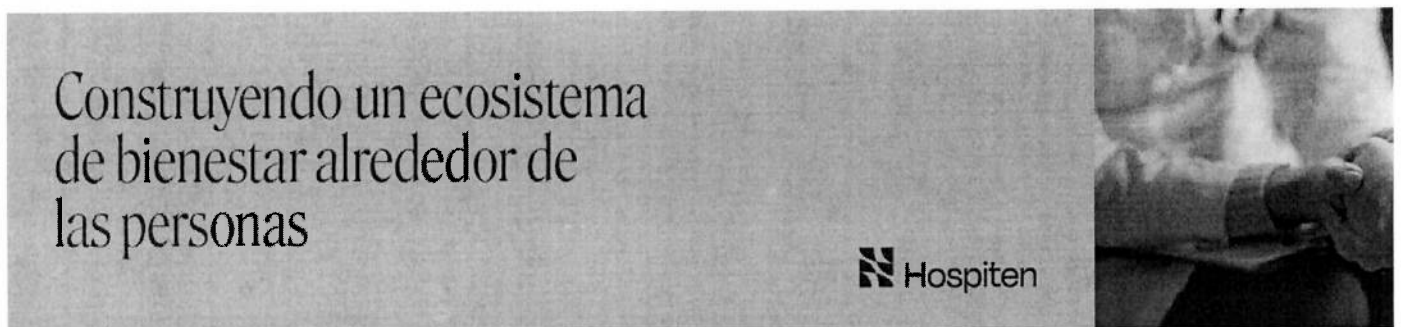 Construyendo un ecosistema
de bienestar alrededor de
las personas
Hospiten